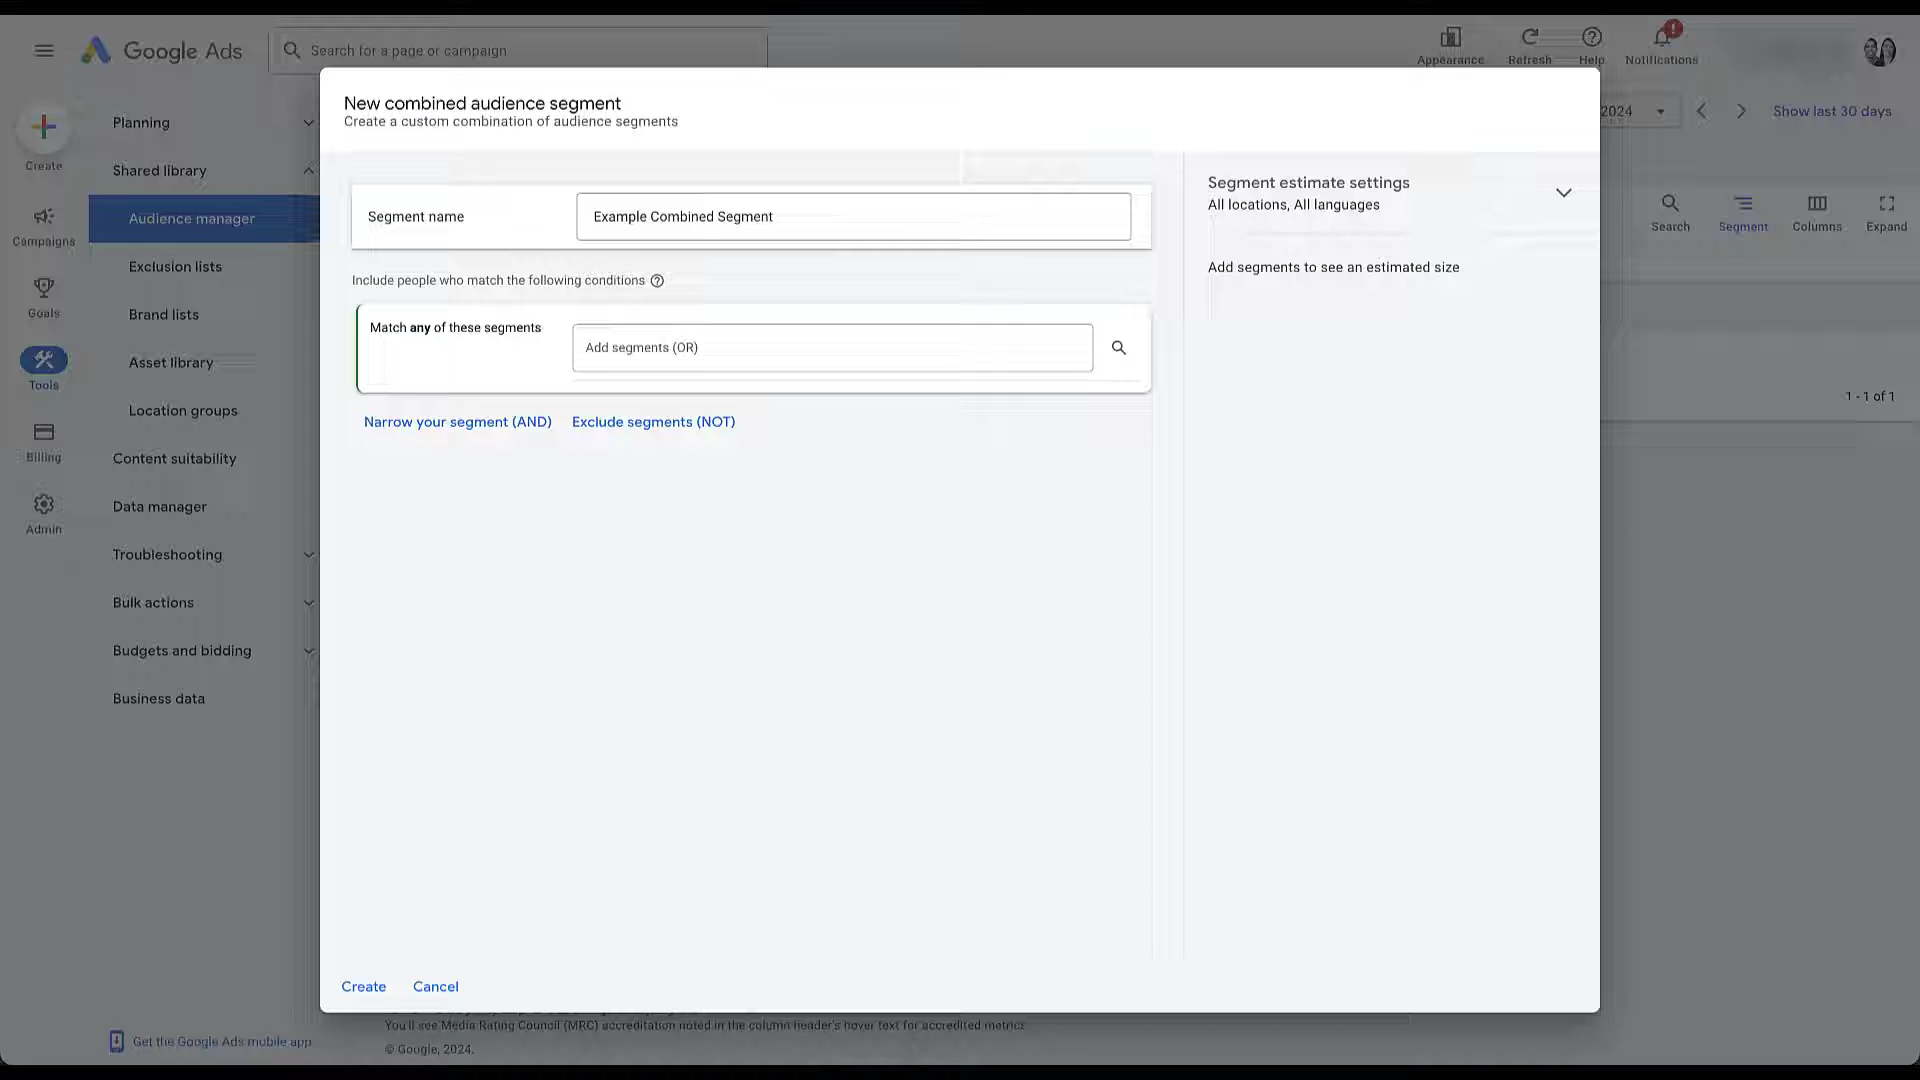 Google Ads
Search for a page or campaign
Appearance
Refresh
Help
Notifications
!
Create
Campaigns
Goals
Tools
Billing
Admin
Planning
Shared library
Audience manager
Exclusion lists
Brand lists
Asset library
Location groups
Content suitability
Data manager
Troubleshooting
Bulk actions
Budgets and bidding
Business data
Get the Google Ads mobile app
New combined audience segment
Create a custom combination of audience segments
Segment name
Example Combined Segment
Include people who match the following conditions
Match any of these segments
Add segments (OR)
Narrow your segment (AND)
Exclude segments (NOT)
Create
Cancel
Segment estimate settings
All locations, All languages
Add segments to see an estimated size
2024
Show last 30 days
Search
Segment
Columns
Expand
1 - 1 of 1
You'll see Media Rating Council (MRC) accreditation noted in the column header's hover text for accredited metrics
© Google, 2024.